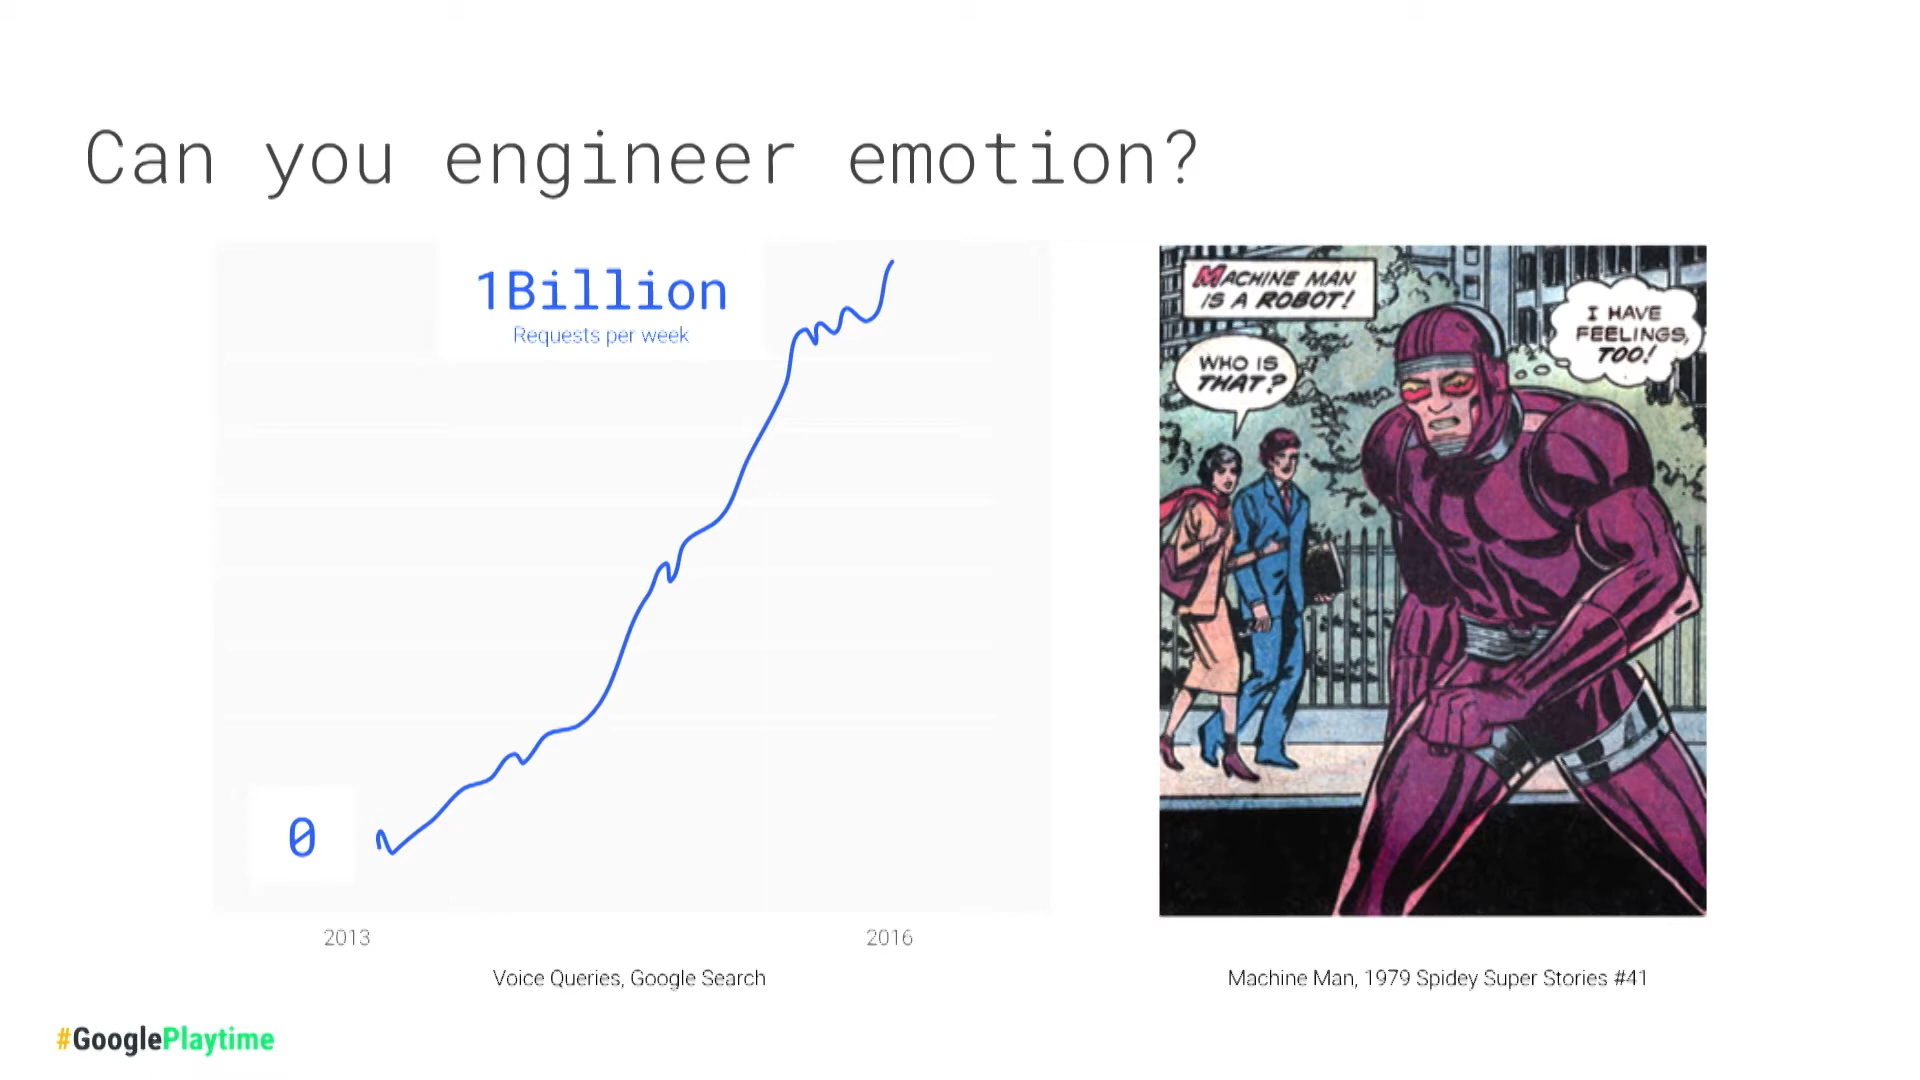 Can you engineer emotion?
1Billion
Requests per week
0
2013
2016
Voice Queries, Google Search
MACHINE MAN
IS A ROBOT!
WHO IS
THAT?
I HAVE
FEELINGS,
TOO!
Machine Man, 1979 Spidey Super Stories #41
#GooglePlaytime